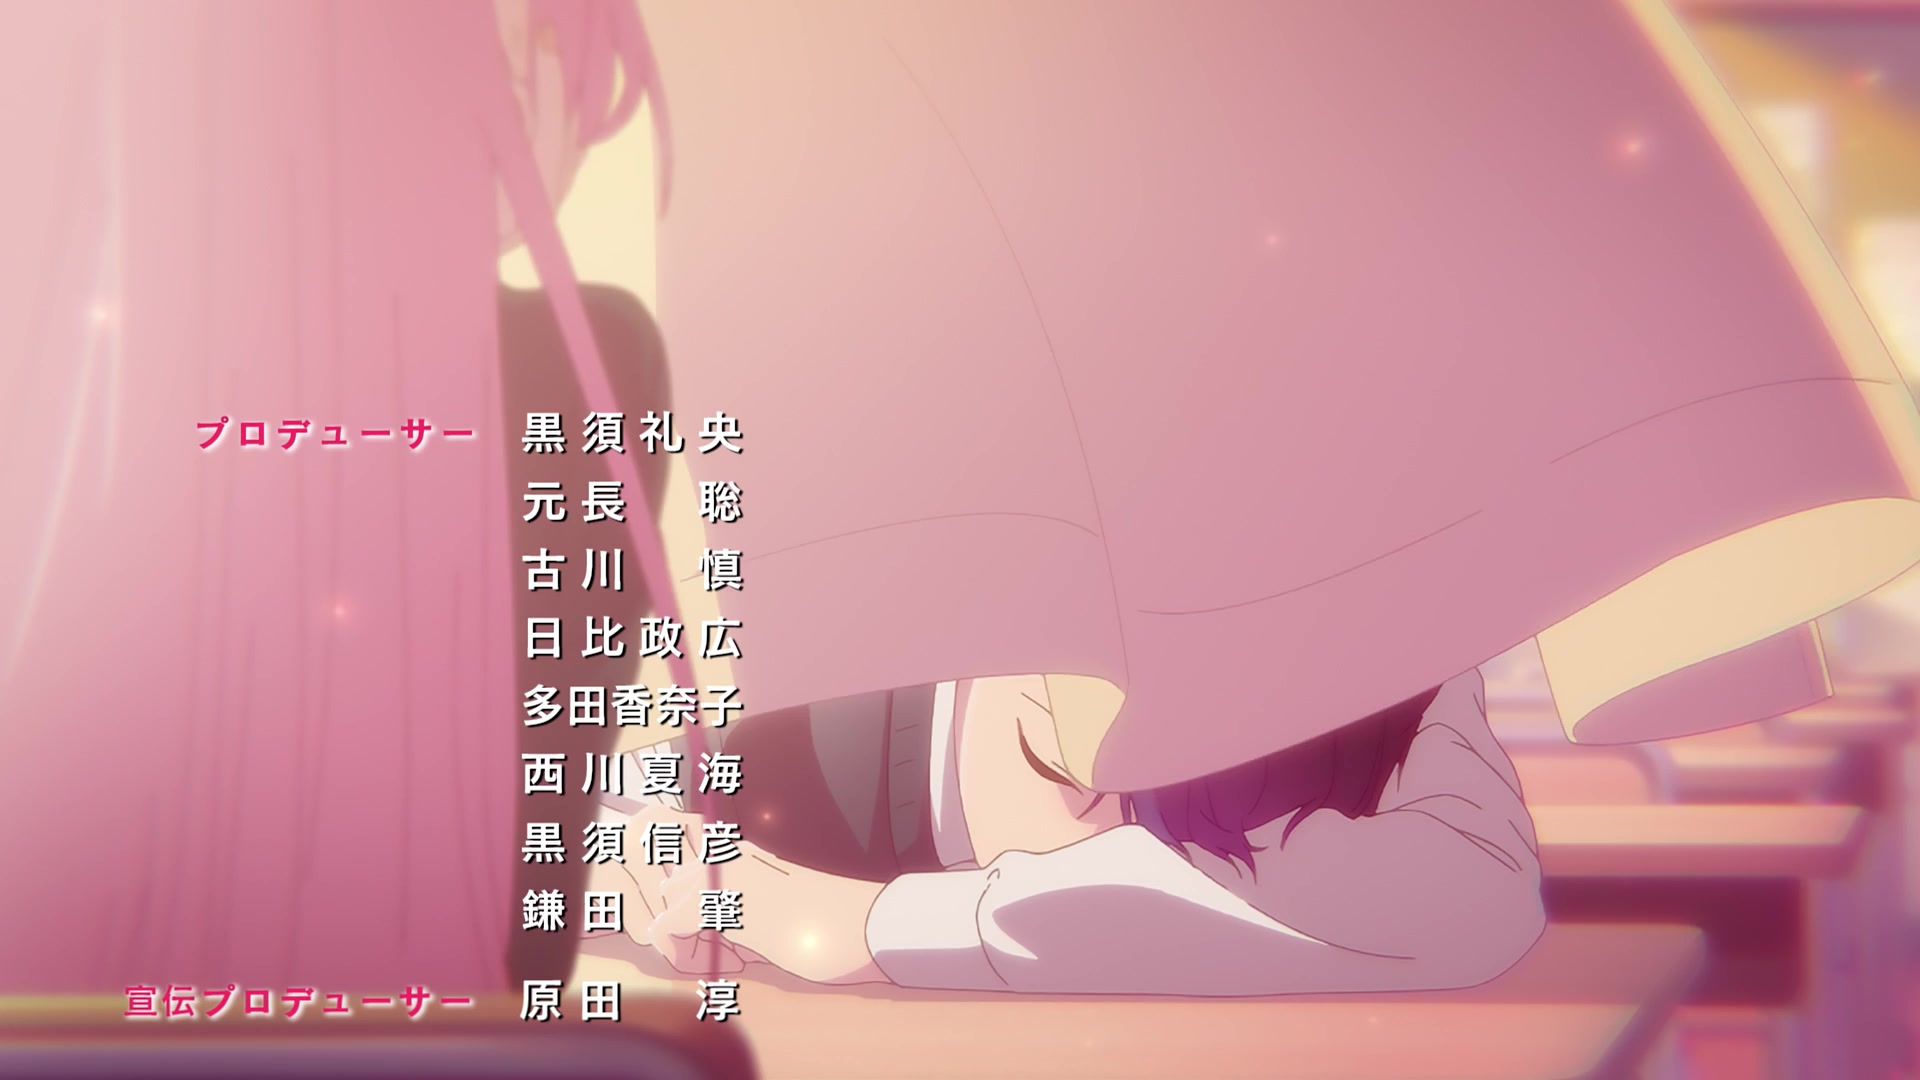 プロデューサー 黒須礼央
元長 聡
古川 慎
日比政広
多田香奈子
西川夏海
黒須信彦
鎌田 肇
宣伝プロデューサー 原田 淳